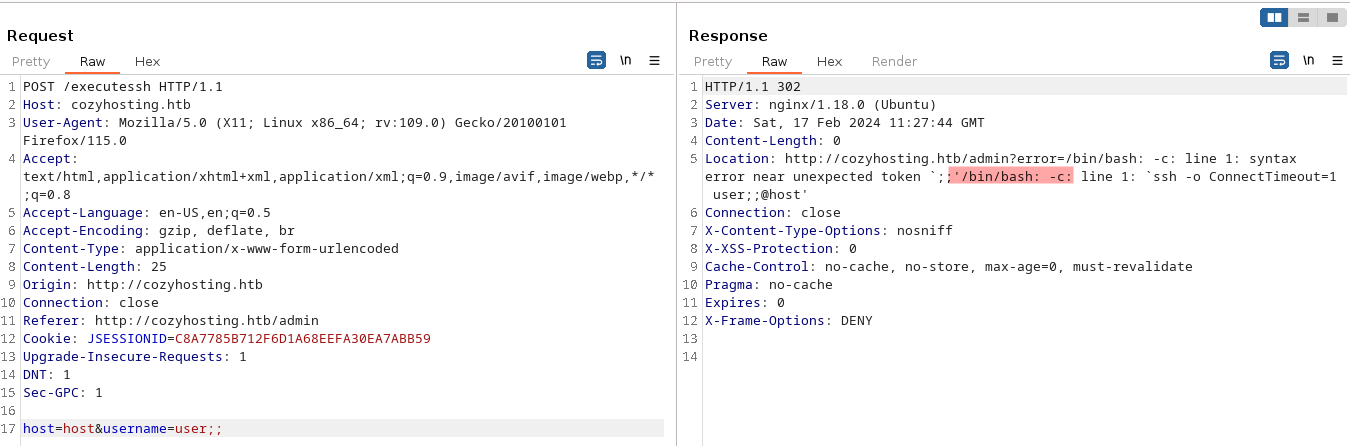 Request
Pretty Raw Hex
\n
1 POST /executessh HTTP/1.1
2 Host: cozyhosting.htb
3 User-Agent: Mozilla/5.0 (X11; Linux x86_64; rv:109.0) Gecko/20100101
Firefox/115.0
4 Accept:
text/html,application/xhtml+xml,application/xml;q=0.9,image/avif,image/webp,*/*
;q=0.8
5 Accept-Language: en-US,en;q=0.5
6 Accept-Encoding: gzip, deflate, br
7 Content-Type: application/x-www-form-urlencoded
8 Content-Length: 25
9 Origin: http://cozyhosting.htb
10 Connection: close
11 Referer: http://cozyhosting.htb/admin
12 Cookie: JSESSIONID=C8A7785B712F6D1A68EEFA30EA7ABB59
13 Upgrade-Insecure-Requests: 1
14 DNT: 1
15 Sec-GPC: 1
16
17 host=host&username=user;;
Response
Pretty Raw Hex Render
\n
1 HTTP/1.1 302
2 Server: nginx/1.18.0 (Ubuntu)
3 Date: Sat, 17 Feb 2024 11:27:44 GMT
4 Content-Length: 0
5 Location: http://cozyhosting.htb/admin?error=/bin/bash: -c: line 1: syntax
error near unexpected token `;;'/bin/bash: -c: line 1: `ssh -o ConnectTimeout=1
user;;@host'
6 Connection: close
7 X-Content-Type-Options: nosniff
8 X-XSS-Protection: 0
9 Cache-Control: no-cache, no-store, max-age=0, must-revalidate
10 Pragma: no-cache
11 Expires: 0
12 X-Frame-Options: DENY
13
14